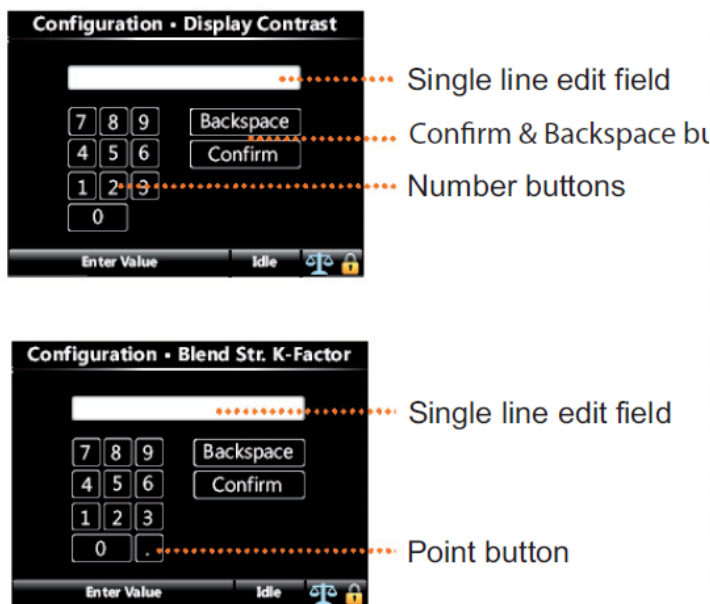 Configuration • Display Contrast
Single line edit field
7 8 9 Backspace
Confirm & Backspace bu
4 5 6 Confirm
1 2 3
Number buttons
0
Enter Value Idle
Configuration • Blend Str. K-Factor
Single line edit field
7 8 9 Backspace
4 5 6 Confirm
1 2 3
0 .
Point button
Enter Value Idle